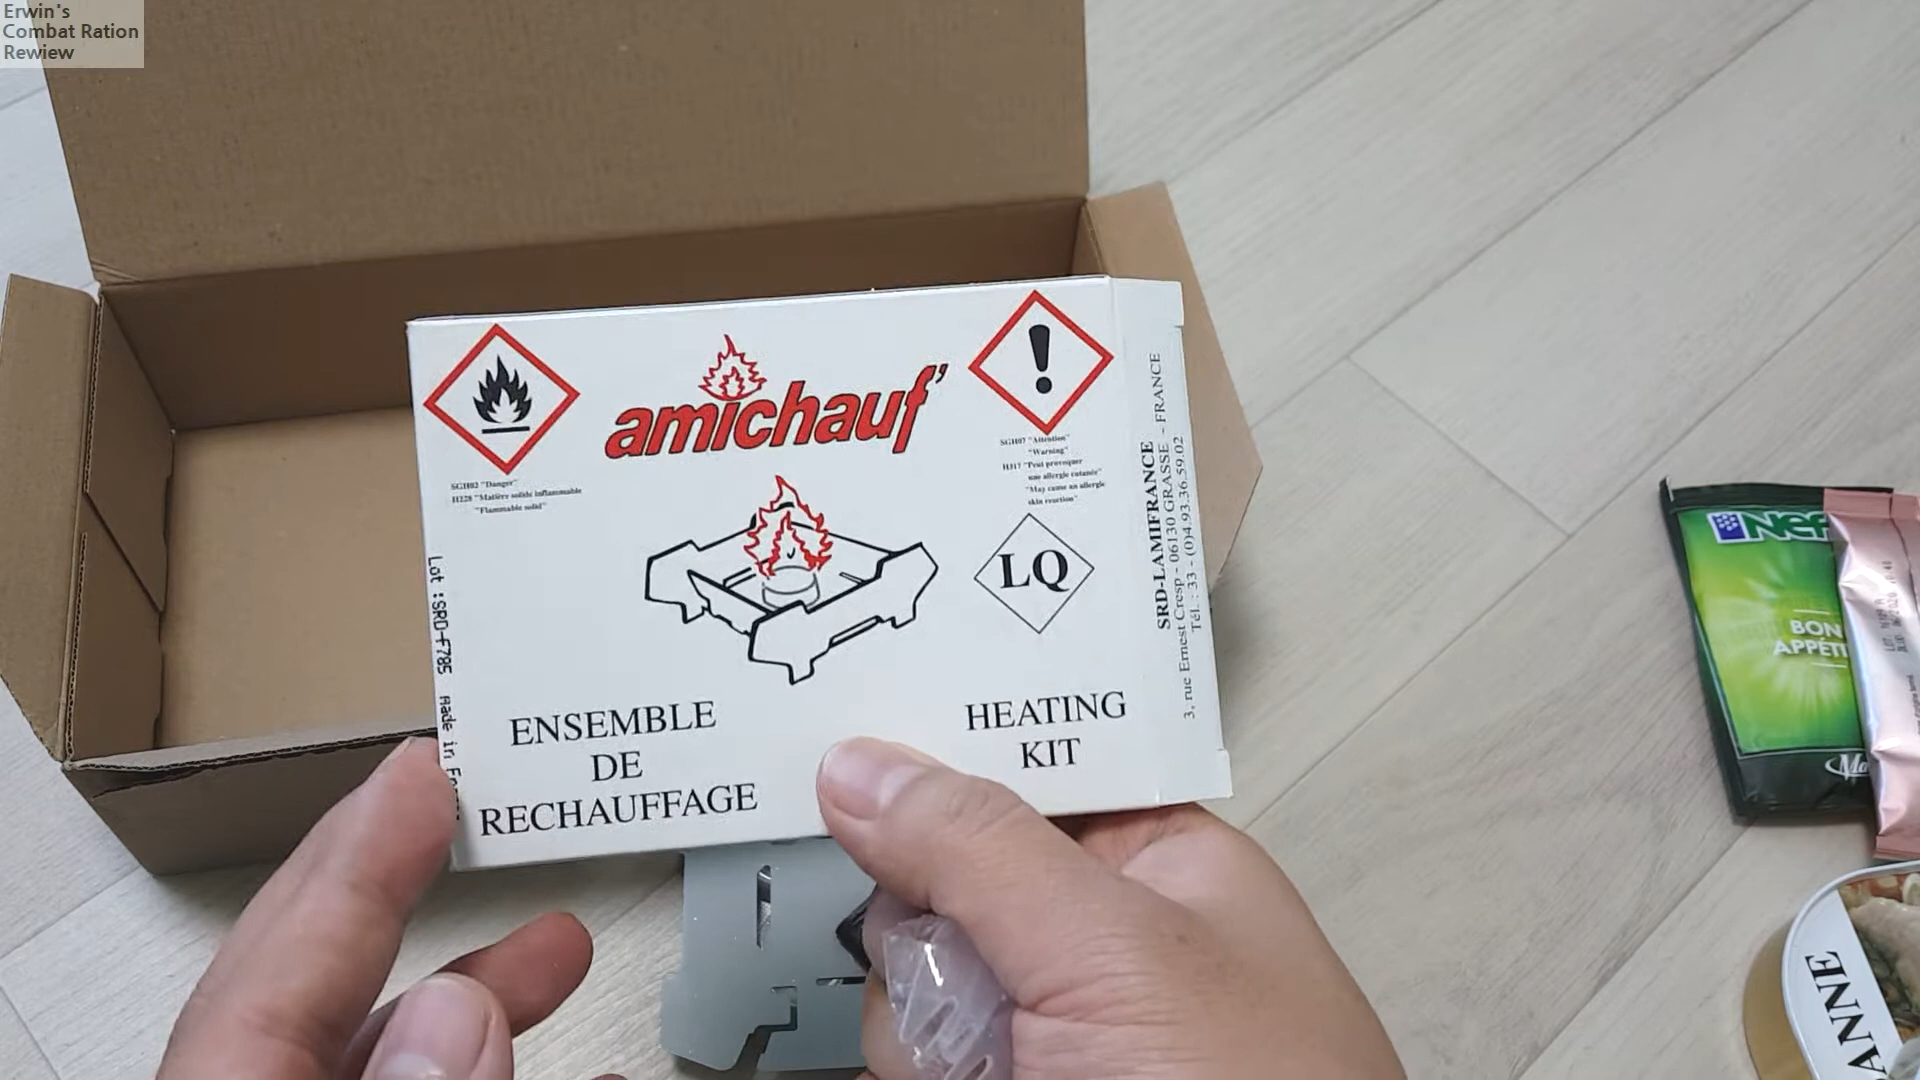 Erwin's
Combat Ration
Rewiew
amichauf'
SGH02 "Danger"
H228 "Matière solide inflammable
"Flammable solid"
SGH07 "Attention"
"Warning"
H317 "Peut provoquer
une allergie cutanée"
"May cause an allergic
skin reaction"
LQ
ENSEMBLE
DE
RECHAUFFAGE
HEATING
KIT
Lot :SRD-F785 made in
SRD-LAMIFRANCE
3, rue Ernest Cresp - 06130 GRASSE - FRANCE
Tél. : 33 - (0)4.93.36.59.02
BON